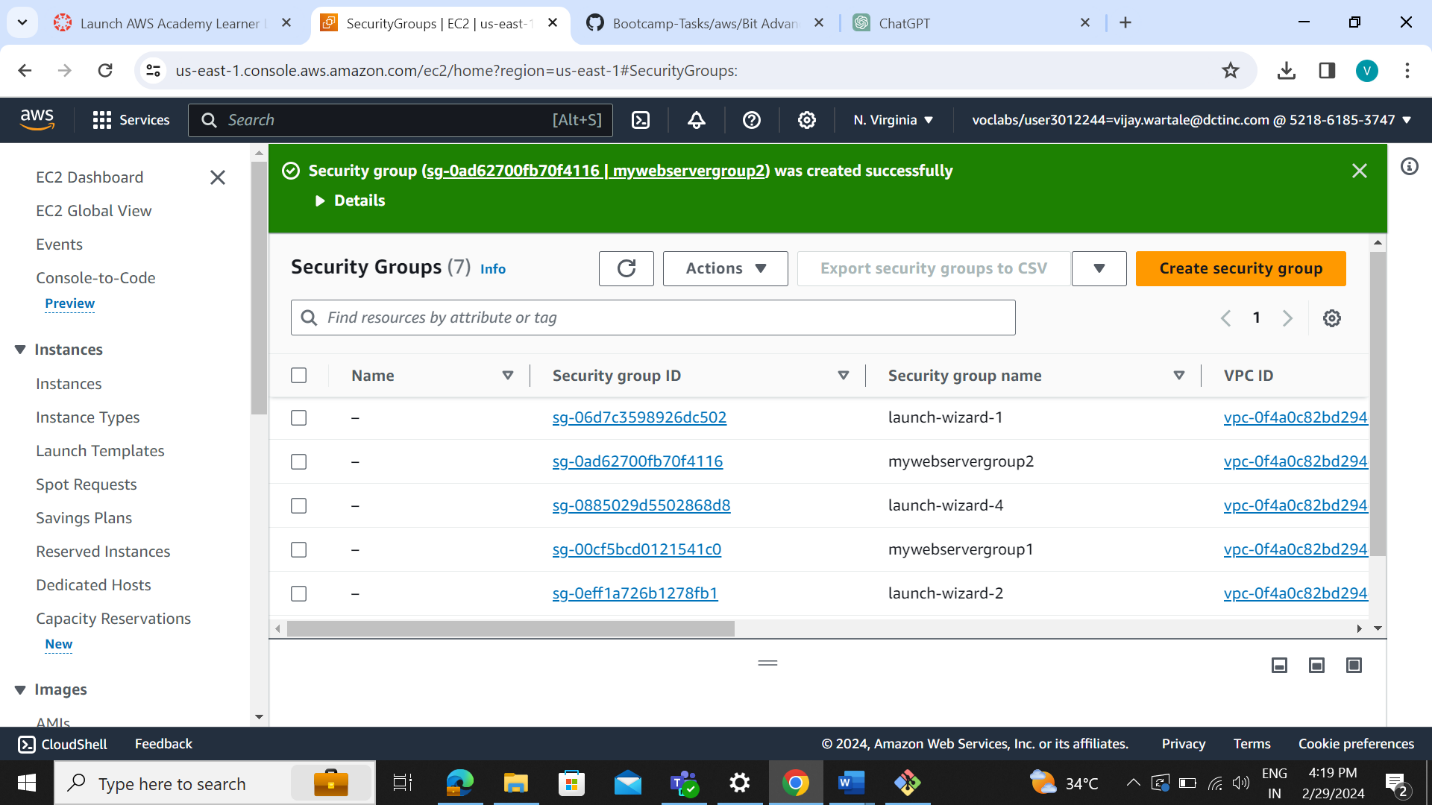 Launch AWS Academy Learner
SecurityGroups | EC2 | us-east-1
Bootcamp-Tasks/aws/Bit Advan
ChatGPT
us-east-1.console.aws.amazon.com/ec2/home?region=us-east-1#SecurityGroups:
V
aws
Services
Search
[Alt+S]
N. Virginia
voclabs/user3012244=vijay.wartale@dctinc.com @ 5218-6185-3747
EC2 Dashboard
EC2 Global View
Events
Console-to-Code
Preview
Instances
Instances
Instance Types
Launch Templates
Spot Requests
Savings Plans
Reserved Instances
Dedicated Hosts
Capacity Reservations
New
Images
AMIs
Security group (sg-0ad62700fb70f4116 | mywebservergroup2) was created successfully
Details
Security Groups (7) Info
Actions
Export security groups to CSV
Create security group
Find resources by attribute or tag
1
Name Security group ID Security group name VPC ID
– sg-06d7c3598926dc502 launch-wizard-1 vpc-0f4a0c82bd294
– sg-0ad62700fb70f4116 mywebservergroup2 vpc-0f4a0c82bd294
– sg-0885029d5502868d8 launch-wizard-4 vpc-0f4a0c82bd294
– sg-00cf5bcd0121541c0 mywebservergroup1 vpc-0f4a0c82bd294
– sg-0eff1a726b1278fb1 launch-wizard-2 vpc-0f4a0c82bd294
CloudShell
Feedback
© 2024, Amazon Web Services, Inc. or its affiliates.
Privacy
Terms
Cookie preferences
Type here to search
34°C
ENG
IN
4:19 PM
2/29/2024
2